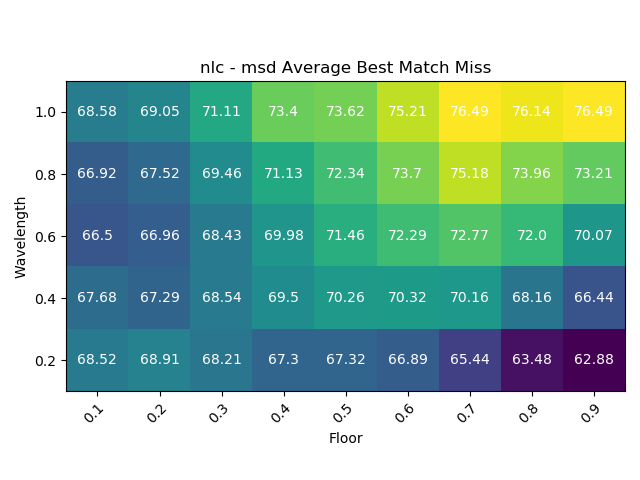 nlc - msd Average Best Match Miss
Wavelength
1.0 68.58 69.05 71.11 73.4 73.62 75.21 76.49 76.14 76.49
0.8 66.92 67.52 69.46 71.13 72.34 73.7 75.18 73.96 73.21
0.6 66.5 66.96 68.43 69.98 71.46 72.29 72.77 72.0 70.07
0.4 67.68 67.29 68.54 69.5 70.26 70.32 70.16 68.16 66.44
0.2 68.52 68.91 68.21 67.3 67.32 66.89 65.44 63.48 62.88
0.1 0.2 0.3 0.4 0.5 0.6 0.7 0.8 0.9
Floor